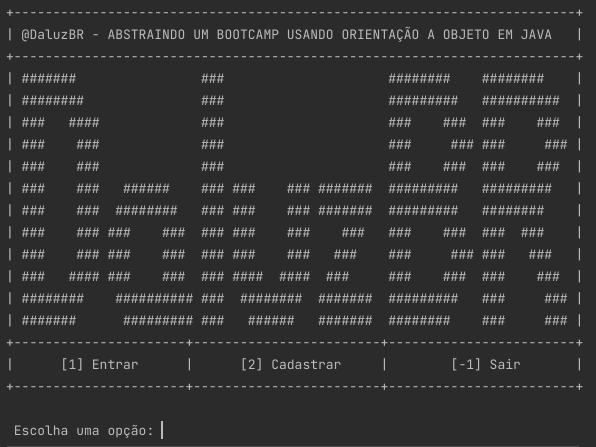 +------------------------------------------------------------------------+
| @DaluzBR - ABSTRAINDO UM BOOTCAMP USANDO ORIENTAÇÃO A OBJETO EM JAVA   |
+------------------------------------------------------------------------+
| #######                ###                     ########    ########    |
| ########               ###                     #########   ##########  |
| ###   ####             ###                     ###    ###  ###    ###  |
| ###    ###             ###                     ###     ### ###     ### |
| ###    ###             ###                     ###    ###  ###    ###  |
| ###    ###   ######    ### ###    ### #######  #########   #########   |
| ###    ###  ########   ### ###    ### #######  #########   ########    |
| ###    ### ###    ###  ### ###    ###    ###   ###    ###  ###  ###    |
| ###    ### ###    ###  ### ###    ###   ###    ###     ### ###   ###   |
| ###   #### ###    ###  ### ####  ####  ###     ###    ###  ###    ###  |
| ########    ########## ###  ########  #######  #########   ###     ### |
| #######      ######### ###   ######   #######  ########    ###     ### |
+----------------------+------------------------+------------------------+
|      [1] Entrar      |      [2] Cadastrar     |        [-1] Sair       |
+----------------------+------------------------+------------------------+
Escolha uma opção: